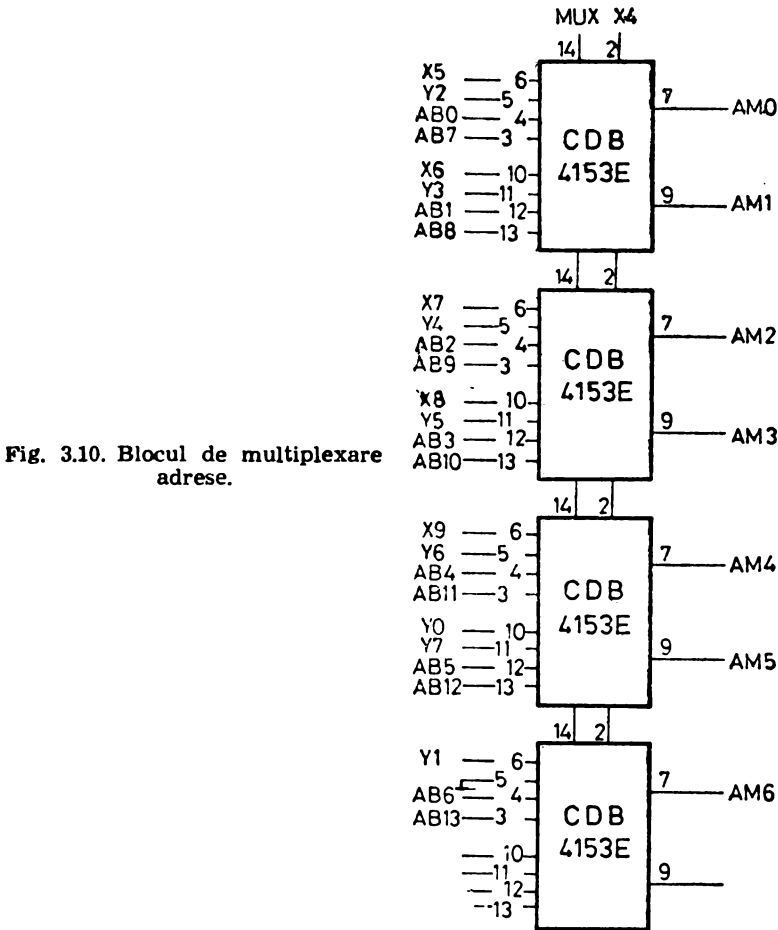 MUX X4
14 2
X5 6
Y2 5
AB0 4
AB7 3
X6 10
Y3 11
AB1 12
AB8 13
CDB
4153E
7 AM0
9 AM1
14 2
X7 6
Y4 5
AB2 4
AB9 3
X8 10
Y5 11
AB3 12
AB10 13
CDB
4153E
7 AM2
9 AM3
Fig. 3.10. Blocul de multiplexare
adrese.
14 2
X9 6
Y6 5
AB4 4
AB11 3
Y0 10
Y7 11
AB5 12
AB12 13
CDB
4153E
7 AM4
9 AM5
14 2
Y1 6
5
AB6 4
AB13 3
10
11
12
13
CDB
4153E
7 AM6
9